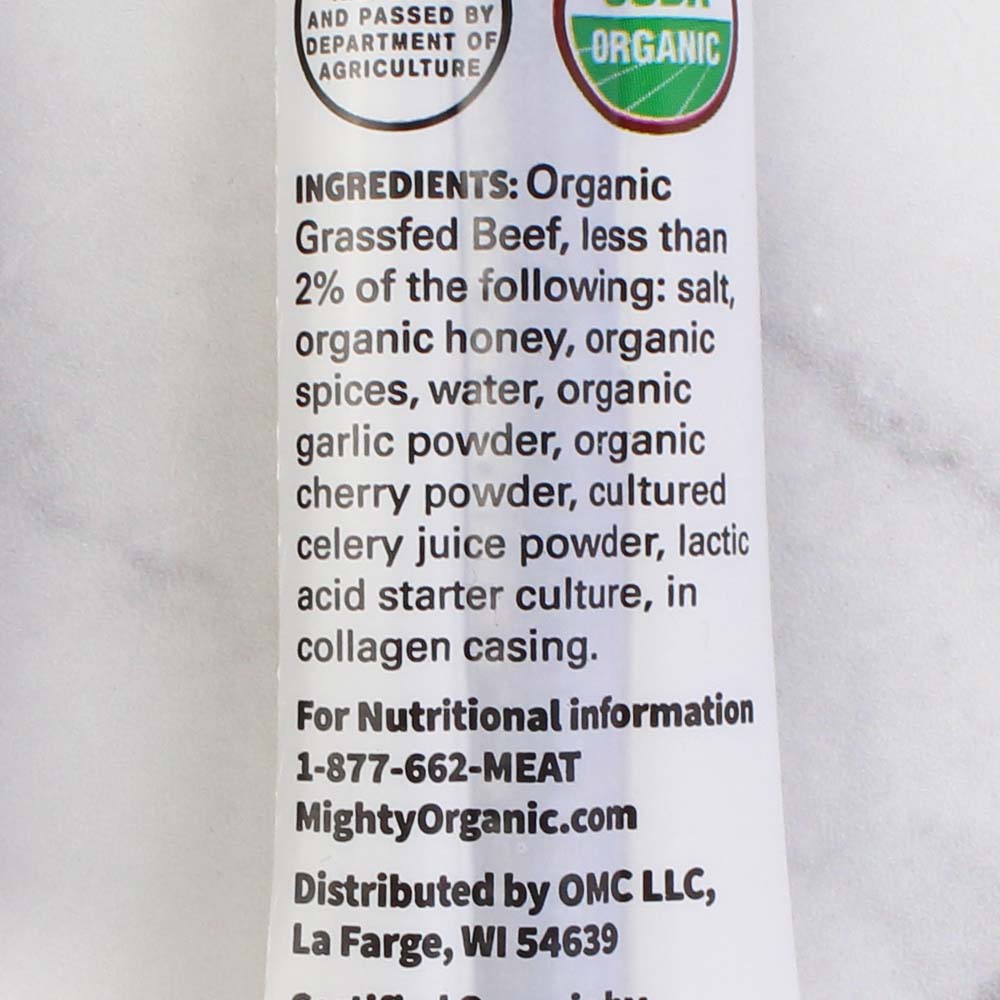 AND PASSED BY
DEPARTMENT OF
AGRICULTURE
ORGANIC
INGREDIENTS: Organic
Grassfed Beef, less than
2% of the following: salt,
organic honey, organic
spices, water, organic
garlic powder, organic
cherry powder, cultured
celery juice powder, lactic
acid starter culture, in
collagen casing.
For Nutritional information
1-877-662-MEAT
MightyOrganic.com
Distributed by OMC LLC,
La Farge, WI 54639